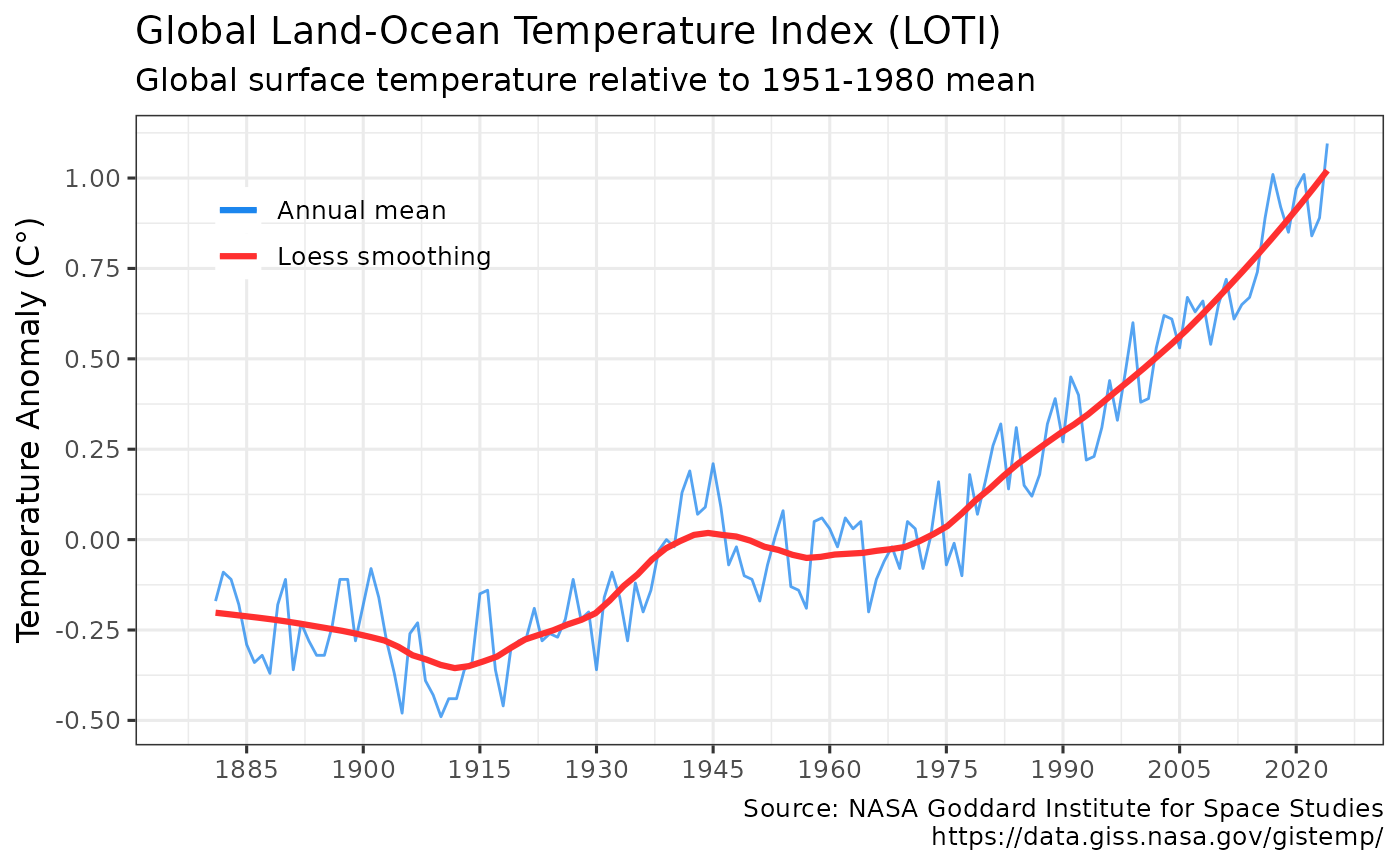 Global Land-Ocean Temperature Index (LOTI)
Global surface temperature relative to 1951-1980 mean
Temperature Anomaly (C°)
1.00
0.75
0.50
0.25
0.00
-0.25
-0.50
Annual mean
Loess smoothing
1885 1900 1915 1930 1945 1960 1975 1990 2005 2020
Source: NASA Goddard Institute for Space Studies
https://data.giss.nasa.gov/gistemp/